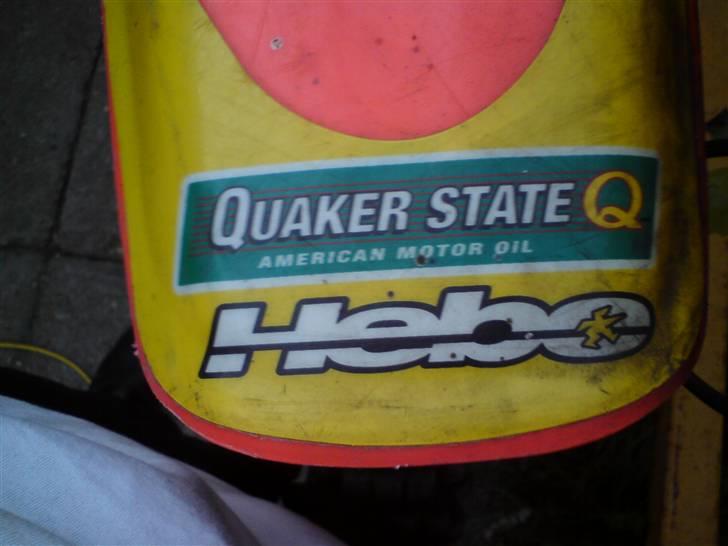 QUAKER STATE Q
AMERICAN MOTOR OIL
Hebo